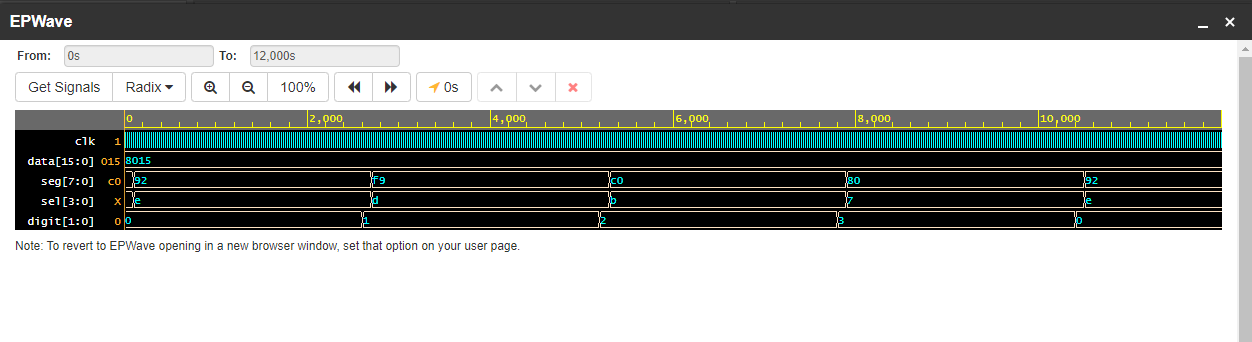 EPWave
From: 0s To: 12,000s
Get Signals Radix 100% 0s
0 2,000 4,000 6,000 8,000 10,000
clk 1
data[15:0] 015 8015
seg[7:0] c0 92 f9 c0 80 92
sel[3:0] X e d b 7 e
digit[1:0] 0 0 1 2 3 0
Note: To revert to EPWave opening in a new browser window, set that option on your user page.